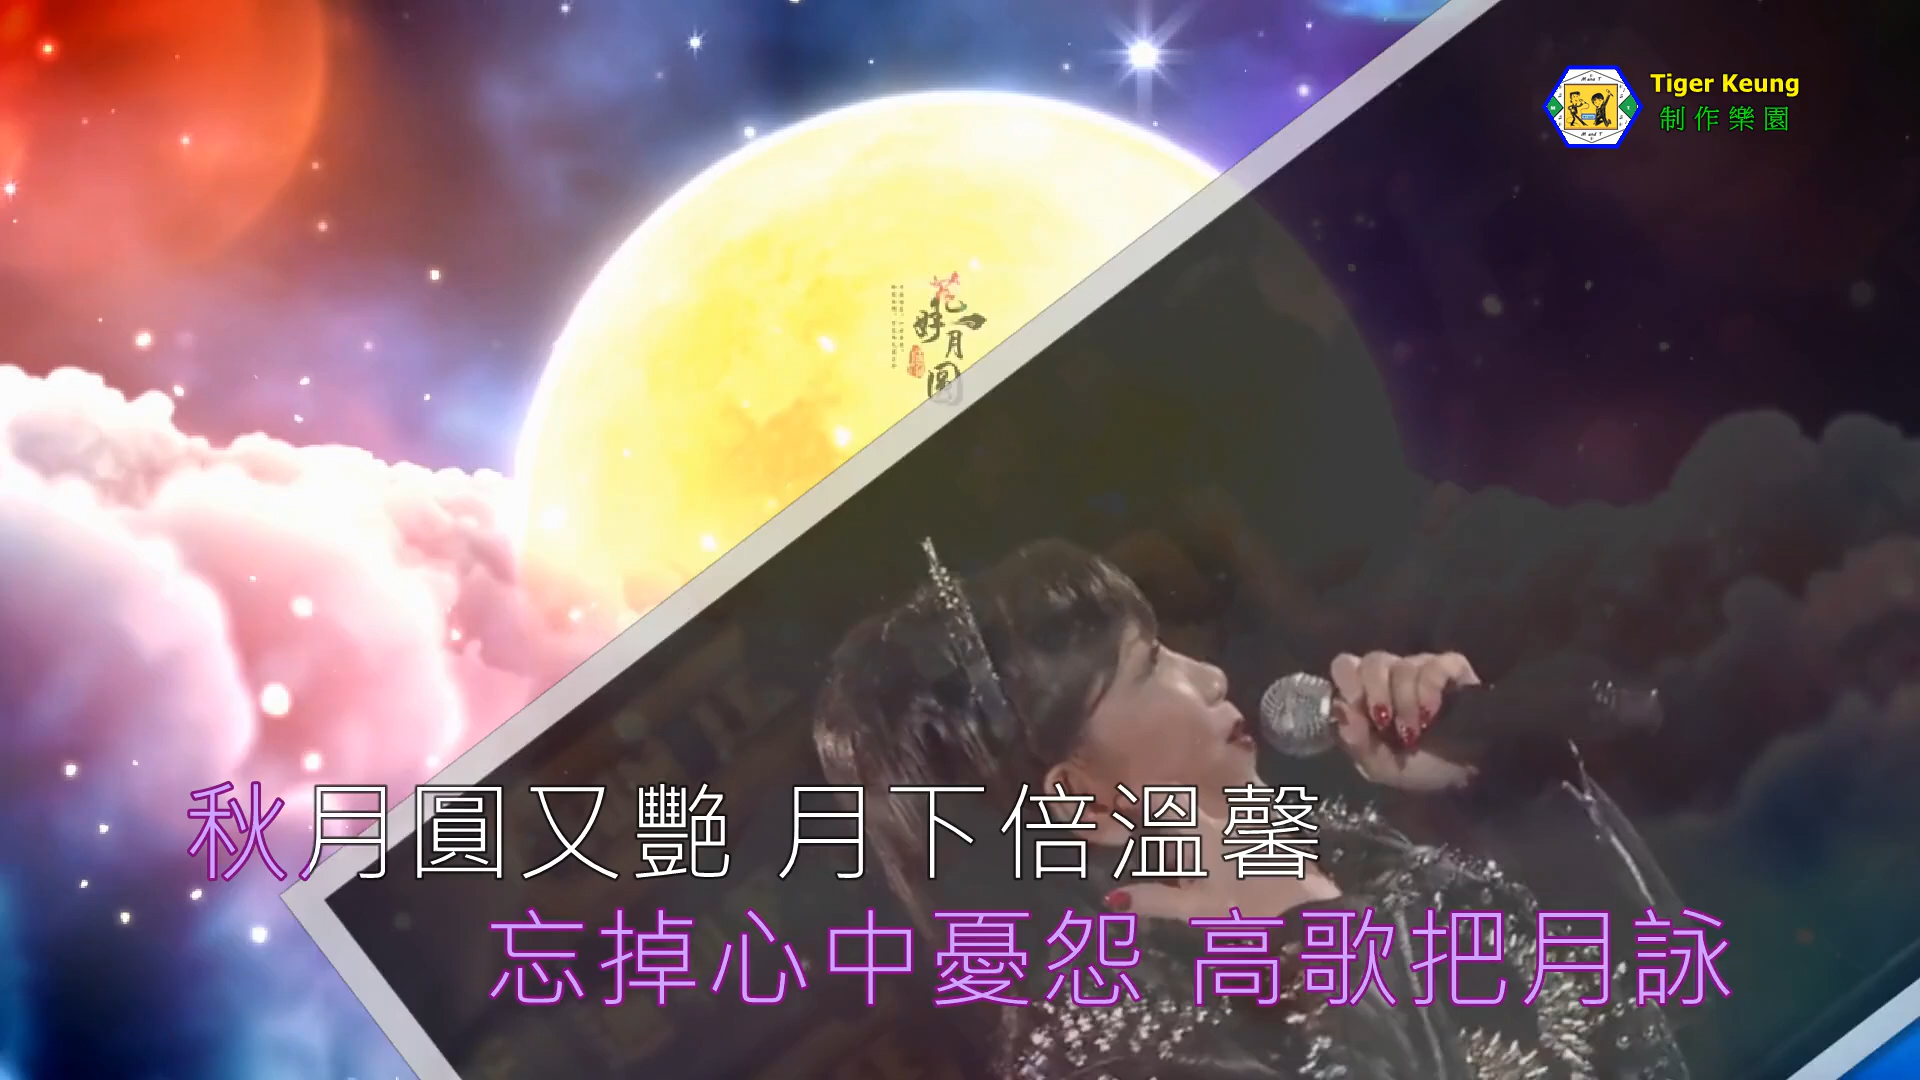 Tiger Keung
制作樂園
花好月圓
秋月圓又艷 月下倍溫馨
忘掉心中憂怨 高歌把月詠